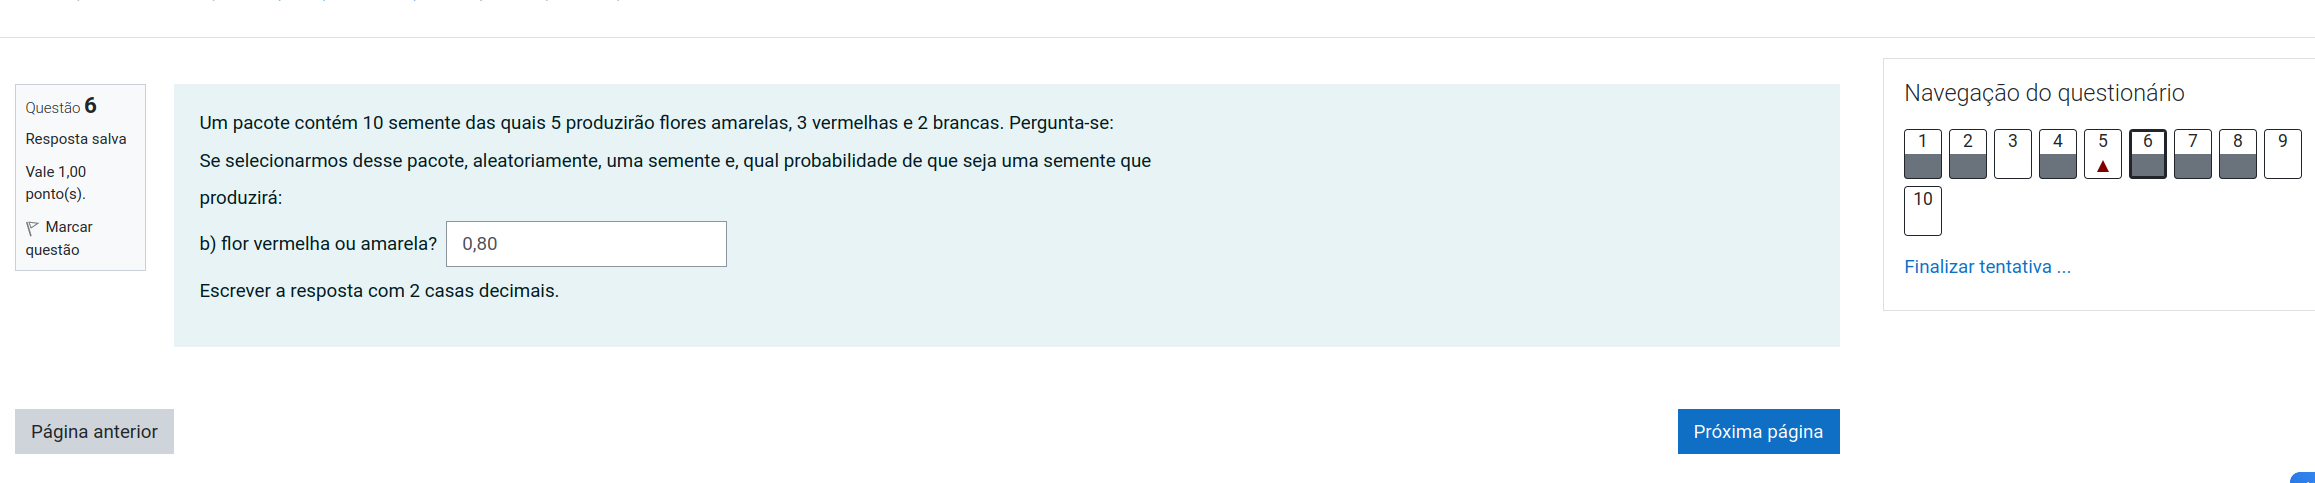 Questão 6
Resposta salva
Vale 1,00
ponto(s).
Marcar
questão
Um pacote contém 10 semente das quais 5 produzirão flores amarelas, 3 vermelhas e 2 brancas. Pergunta-se:
Se selecionarmos desse pacote, aleatoriamente, uma semente e, qual probabilidade de que seja uma semente que
produzirá:
b) flor vermelha ou amarela? 0,80
Escrever a resposta com 2 casas decimais.
Página anterior
Próxima página
Navegação do questionário
1 2 3 4 5 6 7 8 9
10
Finalizar tentativa ...